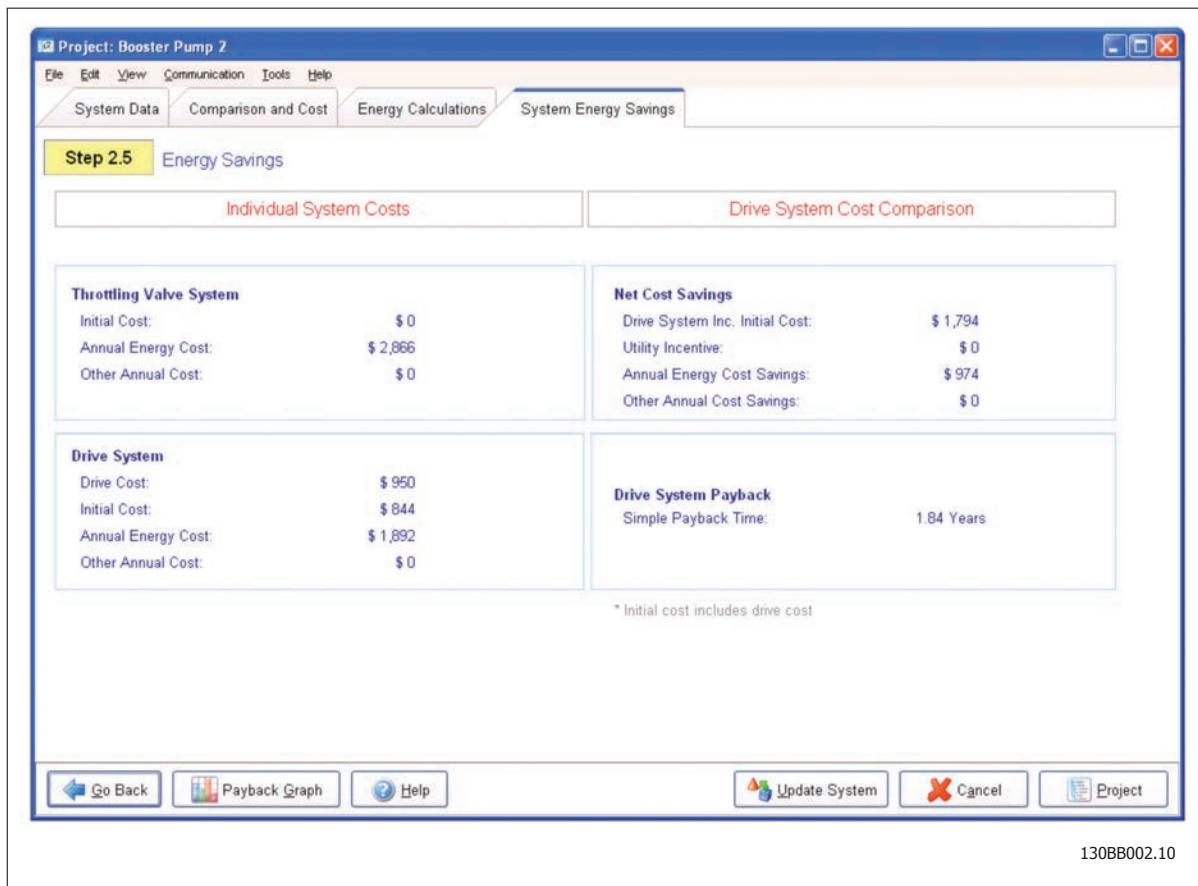 Project: Booster Pump 2
File Edit View Communication Tools Help
System Data Comparison and Cost Energy Calculations System Energy Savings
Step 2.5 Energy Savings
Individual System Costs
Drive System Cost Comparison
Throttling Valve System
Initial Cost: $ 0
Annual Energy Cost: $ 2,866
Other Annual Cost: $ 0
Net Cost Savings
Drive System Inc. Initial Cost: $ 1,794
Utility Incentive: $ 0
Annual Energy Cost Savings: $ 974
Other Annual Cost Savings: $ 0
Drive System
Drive Cost: $ 950
Initial Cost: $ 844
Annual Energy Cost: $ 1,892
Other Annual Cost: $ 0
Drive System Payback
Simple Payback Time: 1.84 Years
* Initial cost includes drive cost
Go Back Payback Graph Help Update System Cancel Project
130BB002.10